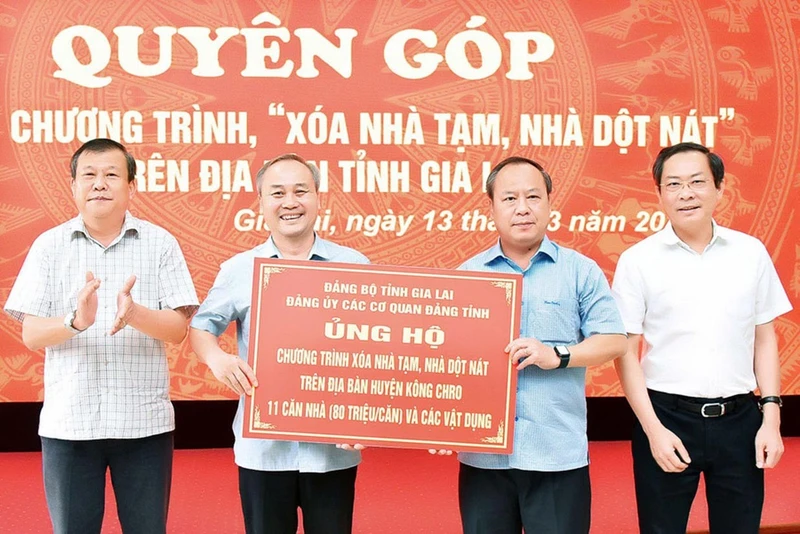 QUYÊN GÓP
CHƯƠNG TRÌNH, “XÓA NHÀ TẠM, NHÀ DỘT NÁT”
TRÊN ĐỊA TỈNH GIA
ngày 13 năm
ĐẢNG BỘ TỈNH GIA LAI
ĐẢNG ỦY CÁC CƠ QUAN ĐẢNG TỈNH
ỦNG HỘ
CHƯƠNG TRÌNH XÓA NHÀ TẠM, NHÀ DỘT NÁT
TRÊN ĐỊA BÀN HUYỆN KÔNG CHRO
11 CĂN NHÀ (80 TRIỆU/CĂN) VÀ CÁC VẬT DỤNG